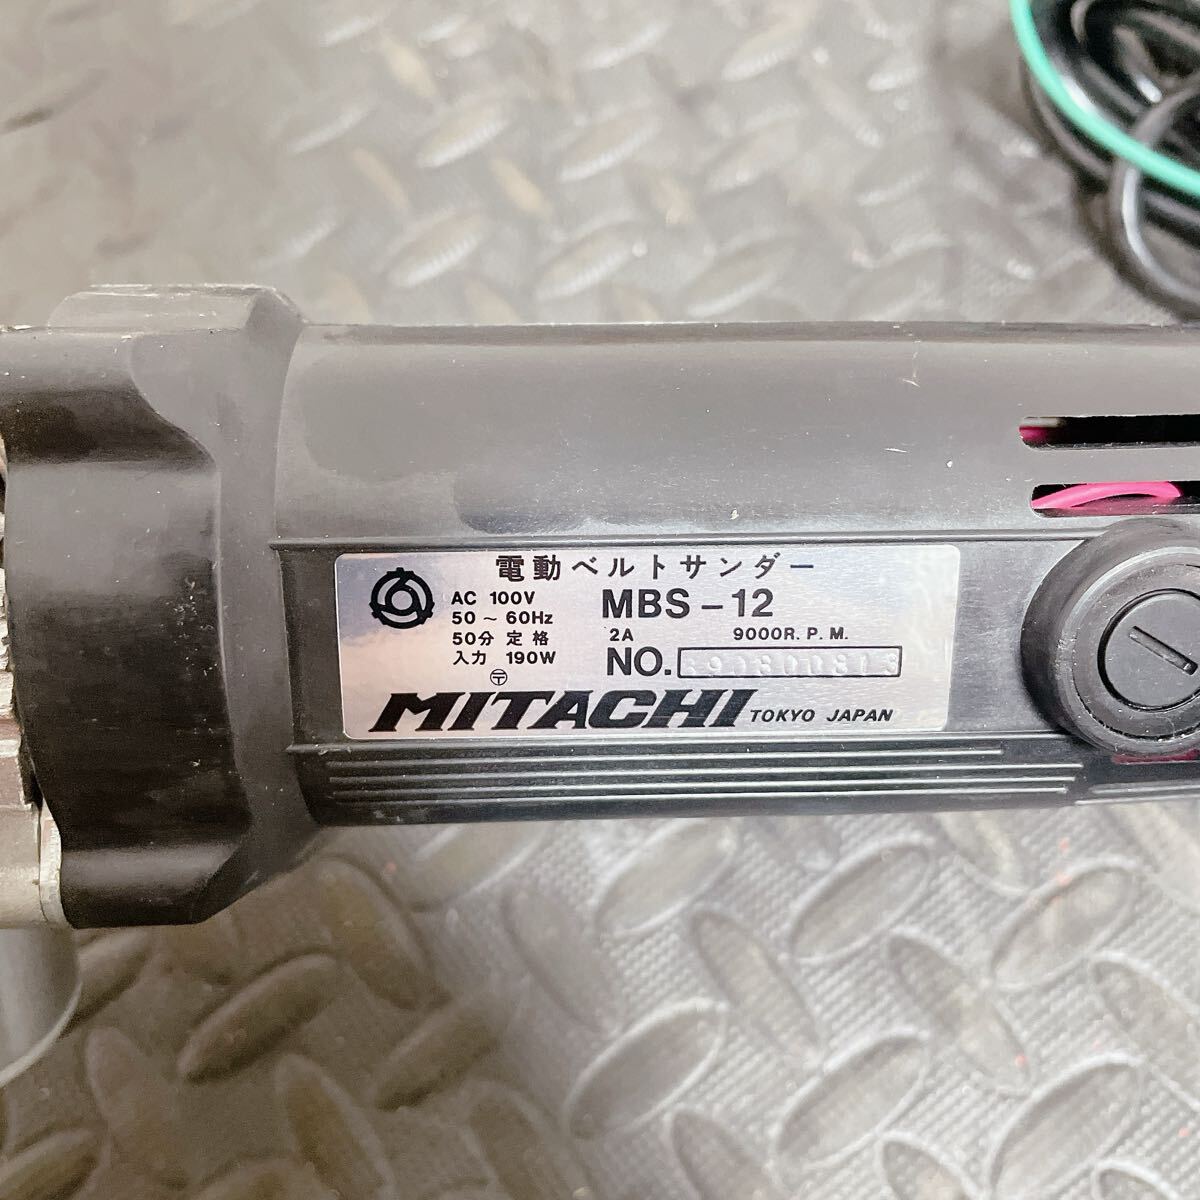 電動ベルトサンダー
AC 100V
50～60Hz
50分 定格
入力 190W
MBS-12
2A 9000R.P.M.
NO.
〒
MITACHI TOKYO JAPAN